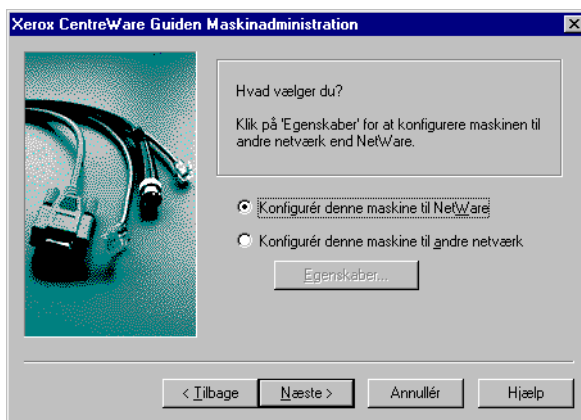 Xerox CentreWare Guiden Maskinadministration
Hvad vælger du?
Klik på 'Egenskaber' for at konfigurere maskinen til
andre netværk end NetWare.
Konfigurér denne maskine til NetWare
Konfigurér denne maskine til andre netværk
Egenskaber...
< Tilbage
Næste >
Annullér
Hjælp